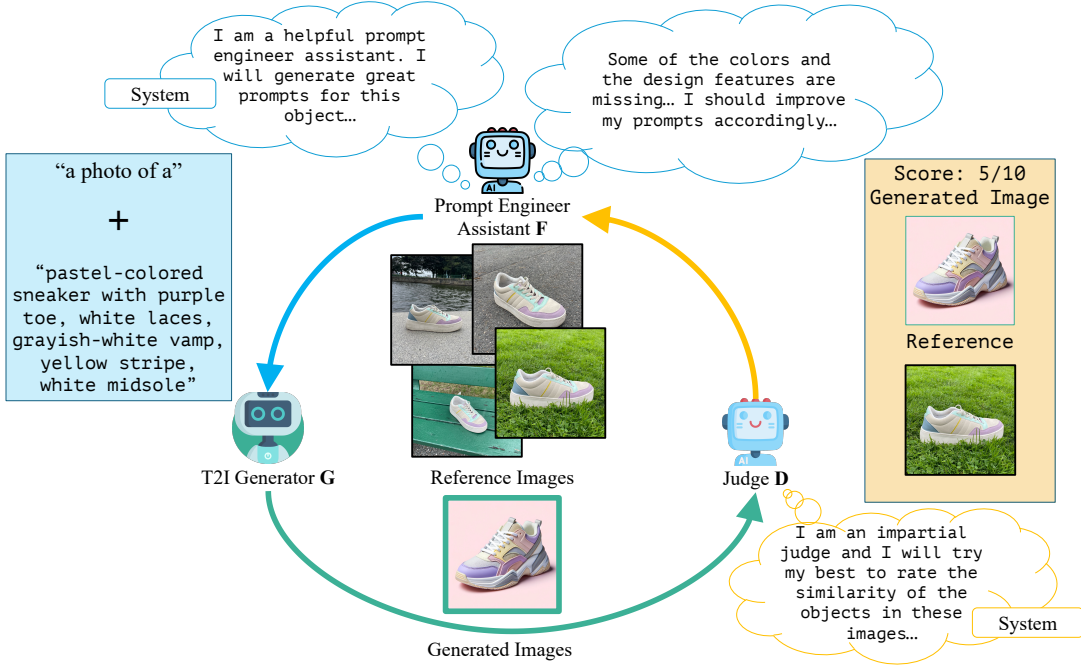 I am a helpful prompt
engineer assistant. I
will generate great
prompts for this
object…
System
Some of the colors and
the design features are
missing… I should improve
my prompts accordingly…
AI
Prompt Engineer
Assistant F
“a photo of a”
+
“pastel-colored
sneaker with purple
toe, white laces,
grayish-white vamp,
yellow stripe,
white midsole”
T2I Generator G
Reference Images
Generated Images
AI
Judge D
Score: 5/10
Generated Image
Reference
I am an impartial
judge and I will try
my best to rate the
similarity of the
objects in these
images…
System